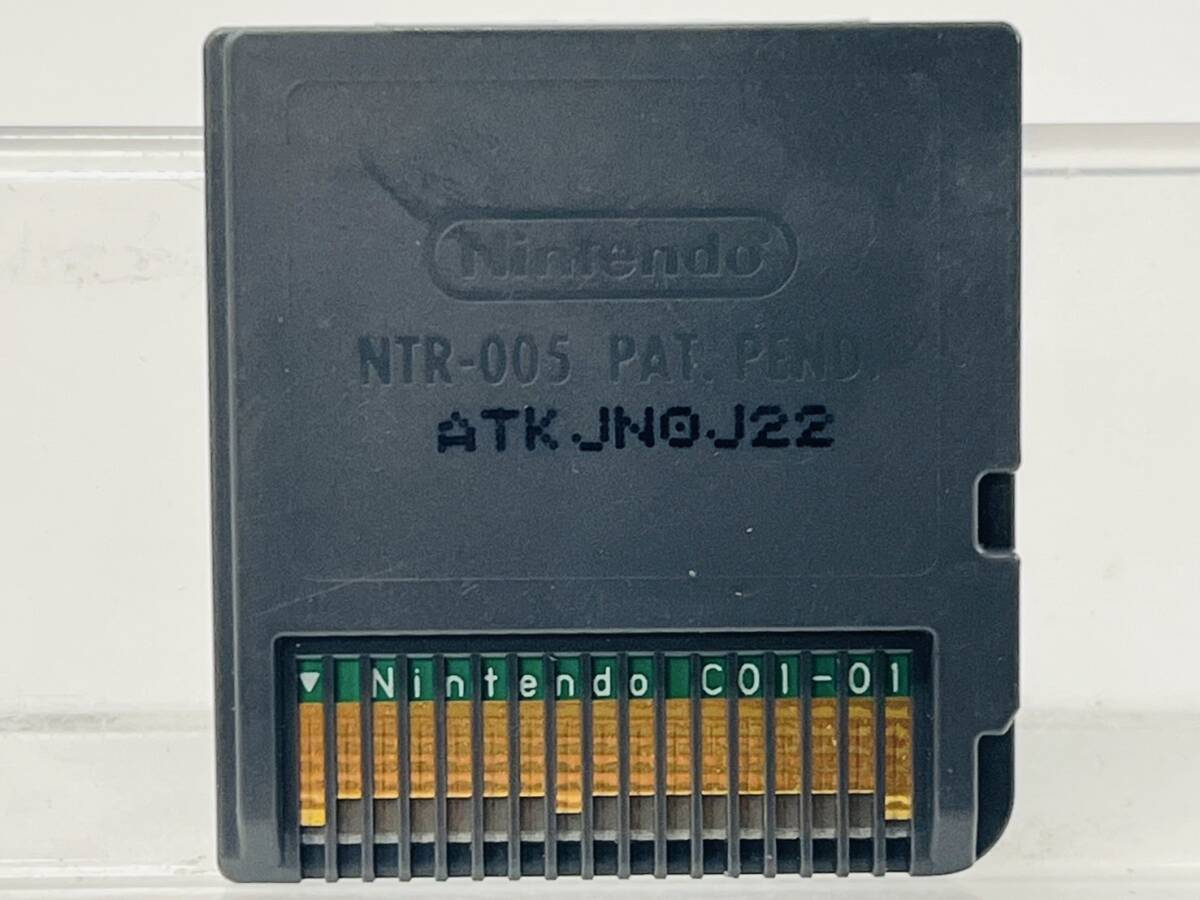 Nintendo
NTR-005 PAT. PEND.
ATKJN0J22
▼ Nintendo C01-01